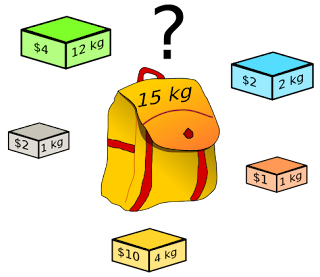 ?
$4 12 kg
15 kg
$2 2 kg
$2 1 kg
$1 1 kg
$10 4 kg